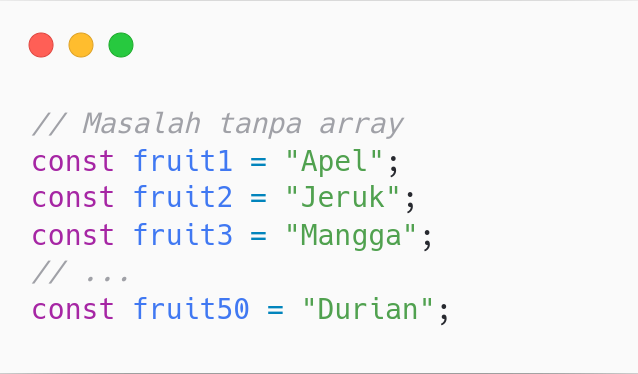 // Masalah tanpa array
const fruit1 = "Apel";
const fruit2 = "Jeruk";
const fruit3 = "Mangga";
// ...
const fruit50 = "Durian";